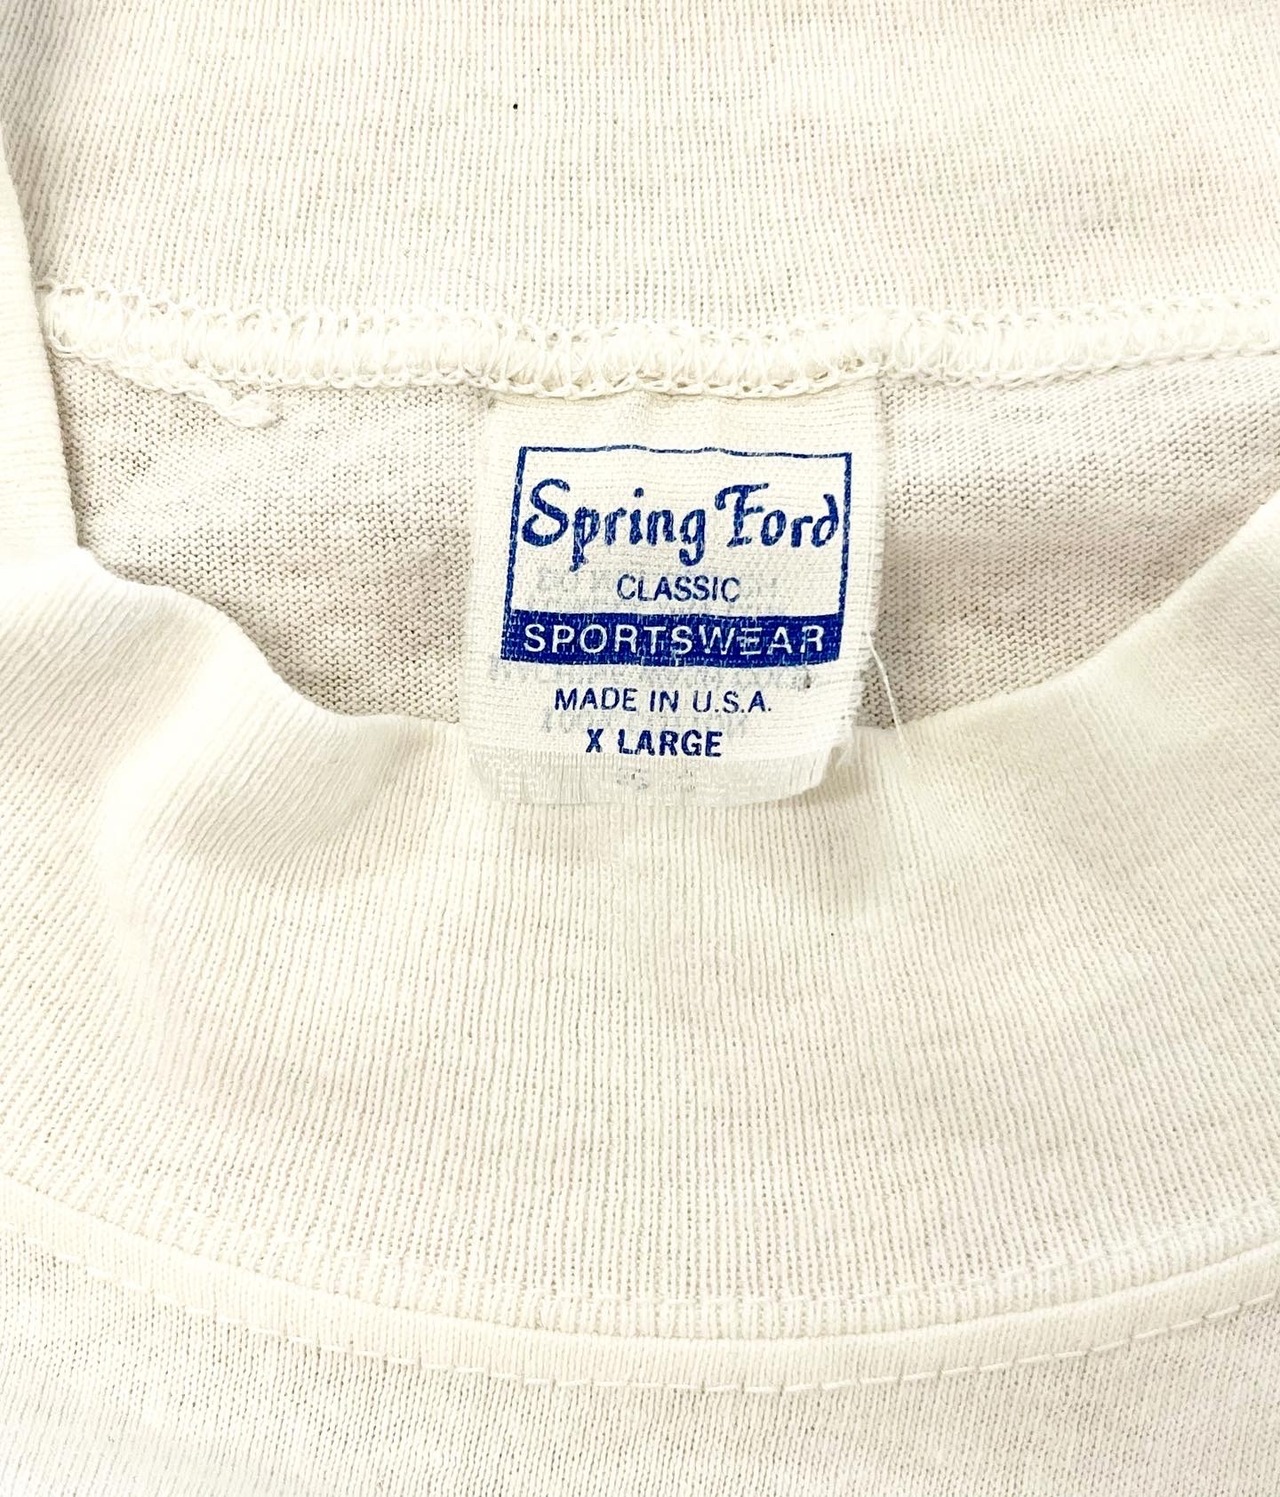 Spring Ford
CLASSIC
SPORTSWEAR
MADE IN U.S.A.
X LARGE